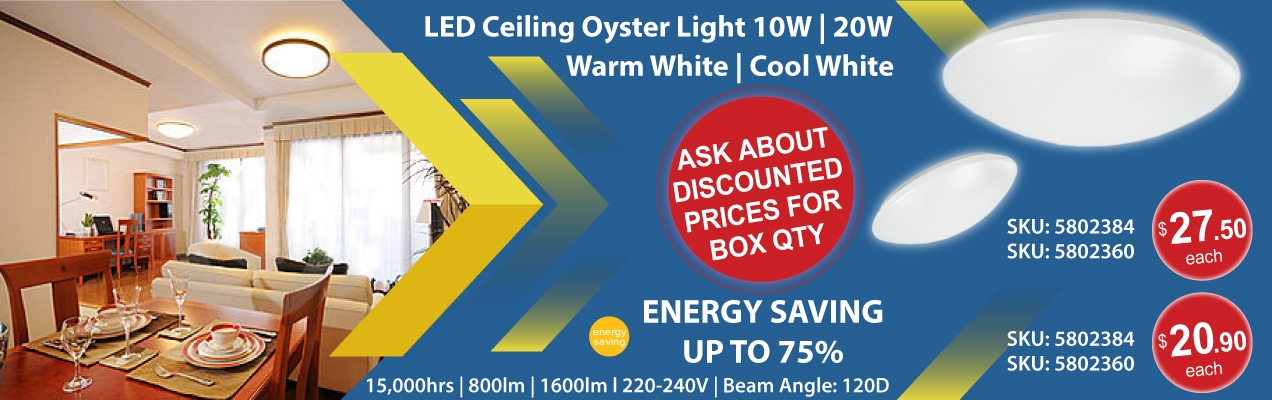 LED Ceiling Oyster Light 10W | 20W
Warm White | Cool White
ASK ABOUT
DISCOUNTED
PRICES FOR
BOX QTY
SKU: 5802384
SKU: 5802360
$27.50
each
energy
saving
ENERGY SAVING
UP TO 75%
SKU: 5802384
SKU: 5802360
$20.90
each
15,000hrs | 800lm | 1600lm l 220-240V | Beam Angle: 120D